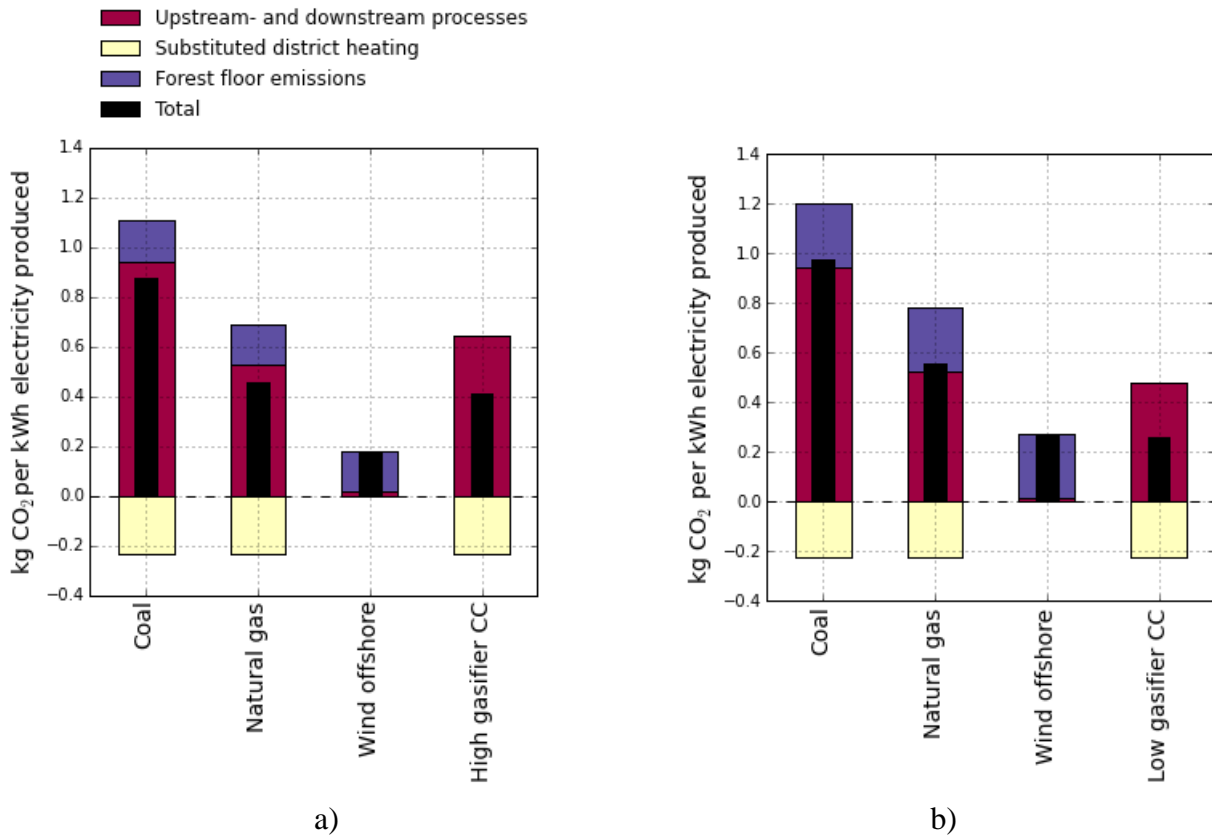 Upstream- and downstream processes
Substituted district heating
Forest floor emissions
Total
kg CO₂ per kWh electricity produced
1.4
1.2
1.0
0.8
0.6
0.4
0.2
0.0
−0.2
−0.4
Coal
Natural gas
Wind offshore
High gasifier CC
a)
kg CO₂ per kWh electricity produced
1.4
1.2
1.0
0.8
0.6
0.4
0.2
0.0
−0.2
−0.4
Coal
Natural gas
Wind offshore
Low gasifier CC
b)